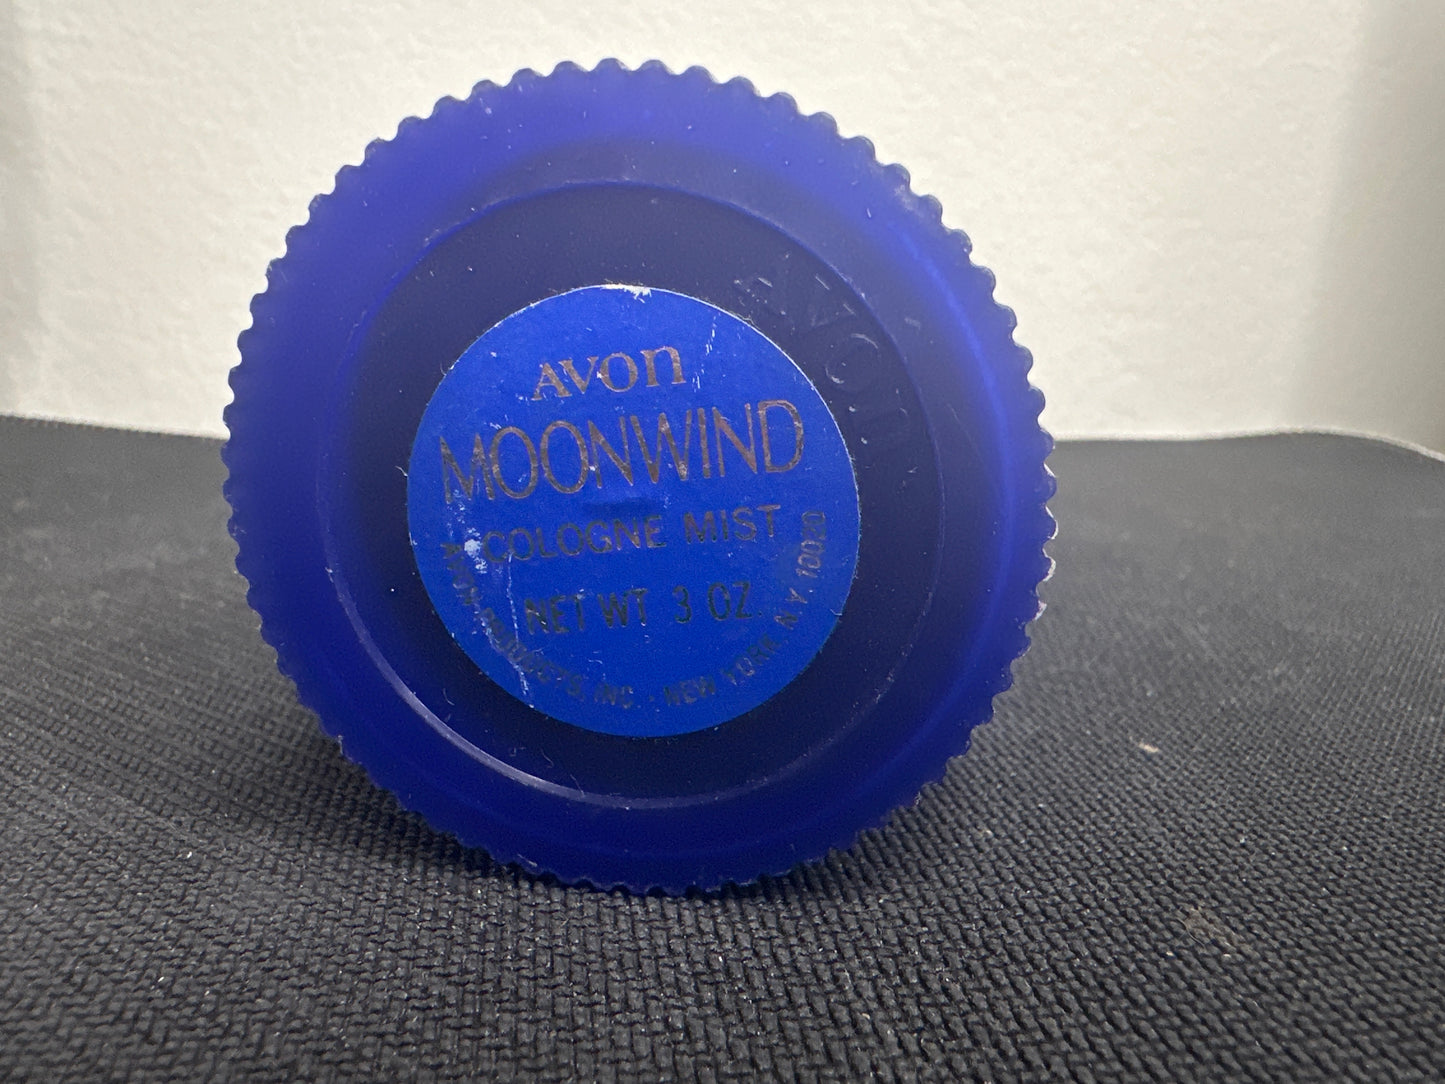 AVON
AVON
MOONWIND
COLOGNE MIST
NET WT 3 OZ.
AVON PRODUCTS, INC. · NEW YORK, N.Y. 10020